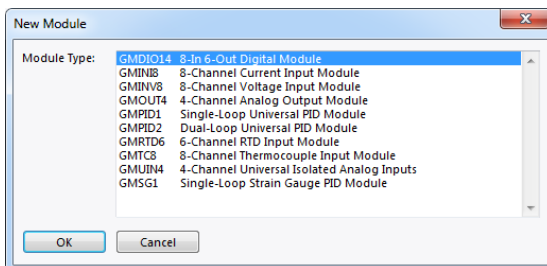 New Module
Module Type:
GMDIO14 8-In 6-Out Digital Module
GMINI8 8-Channel Current Input Module
GMINV8 8-Channel Voltage Input Module
GMOUT4 4-Channel Analog Output Module
GMPID1 Single-Loop Universal PID Module
GMPID2 Dual-Loop Universal PID Module
GMRTD6 6-Channel RTD Input Module
GMTC8 8-Channel Thermocouple Input Module
GMUIN4 4-Channel Universal Isolated Analog Inputs
GMSG1 Single-Loop Strain Gauge PID Module
OK Cancel